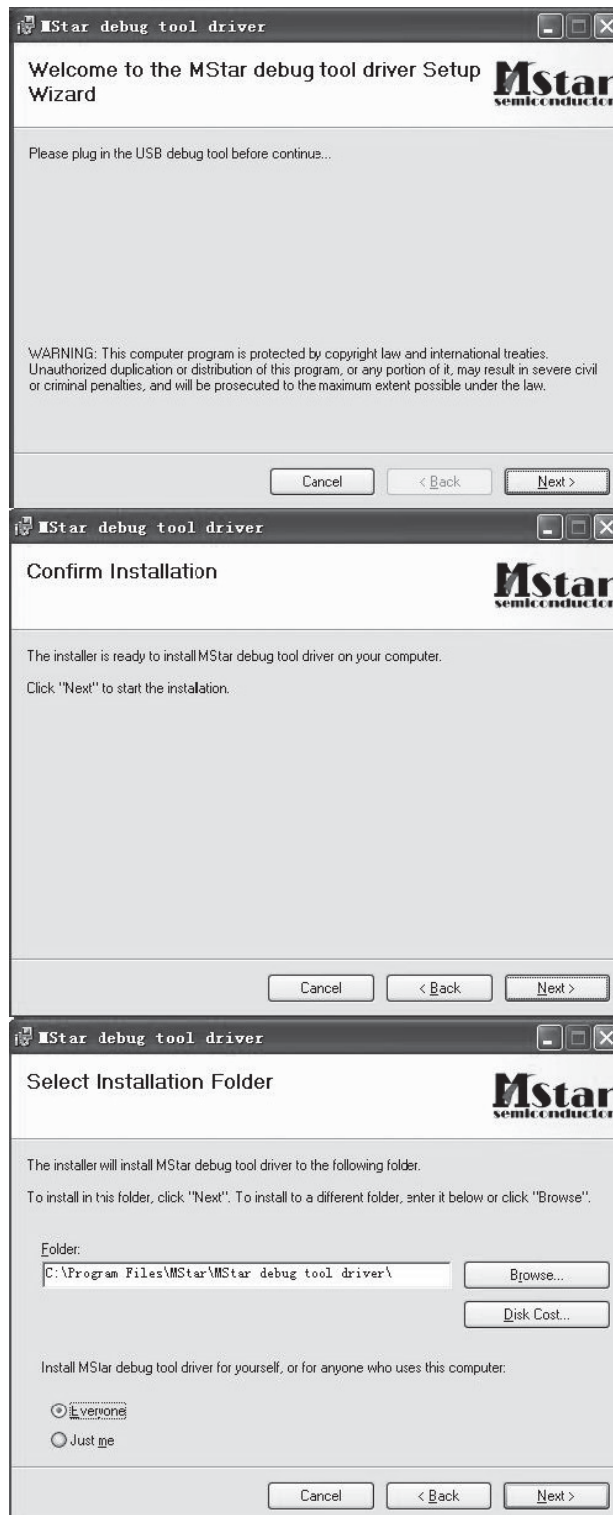 MStar debug tool driver
Welcome to the MStar debug tool driver Setup
Wizard
MStar
semiconductor
Please plug in the USB debug tool before continue...
WARNING: This computer program is protected by copyright law and international treaties.
Unauthorized duplication or distribution of this program, or any portion of it, may result in severe civil
or criminal penalties, and will be prosecuted to the maximum extent possible under the law.
Cancel
< Back
Next >
MStar debug tool driver
Confirm Installation
MStar
semiconductor
The installer is ready to install MStar debug tool driver on your computer.
Click "Next" to start the installation.
Cancel
< Back
Next >
MStar debug tool driver
Select Installation Folder
MStar
semiconductor
The installer will install MStar debug tool driver to the following folder.
To install in this folder, click "Next". To install to a different folder, enter it below or click "Browse".
Folder:
C:\Program Files\MStar\MStar debug tool driver\
Browse...
Disk Cost...
Install MStar debug tool driver for yourself, or for anyone who uses this computer:
Everyone
Just me
Cancel
< Back
Next >